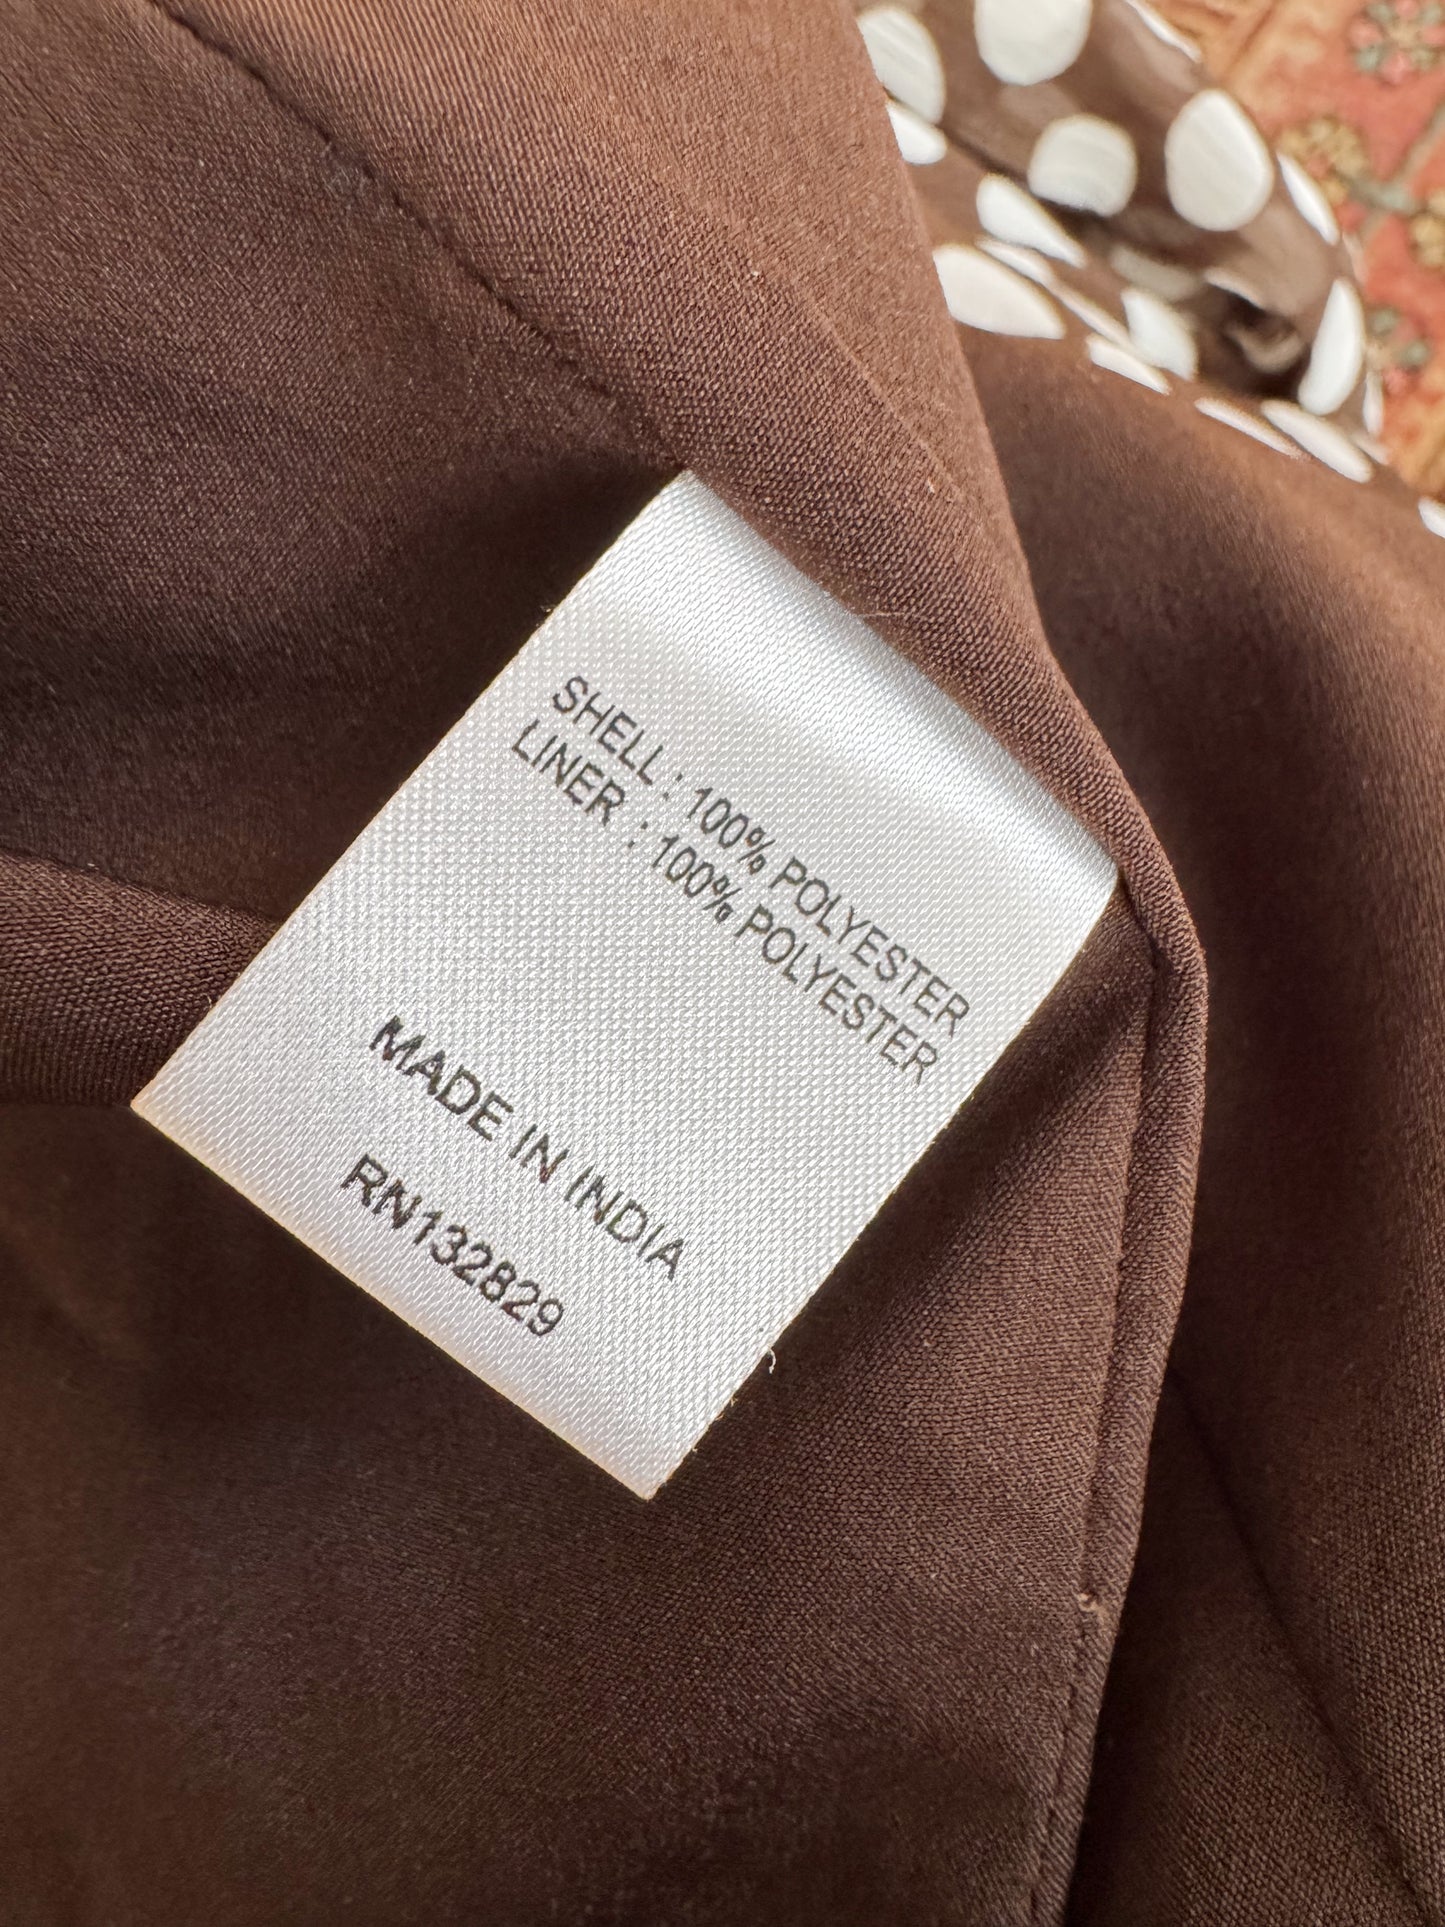 SHELL : 100% POLYESTER
LINER : 100% POLYESTER
MADE IN INDIA
RN132829